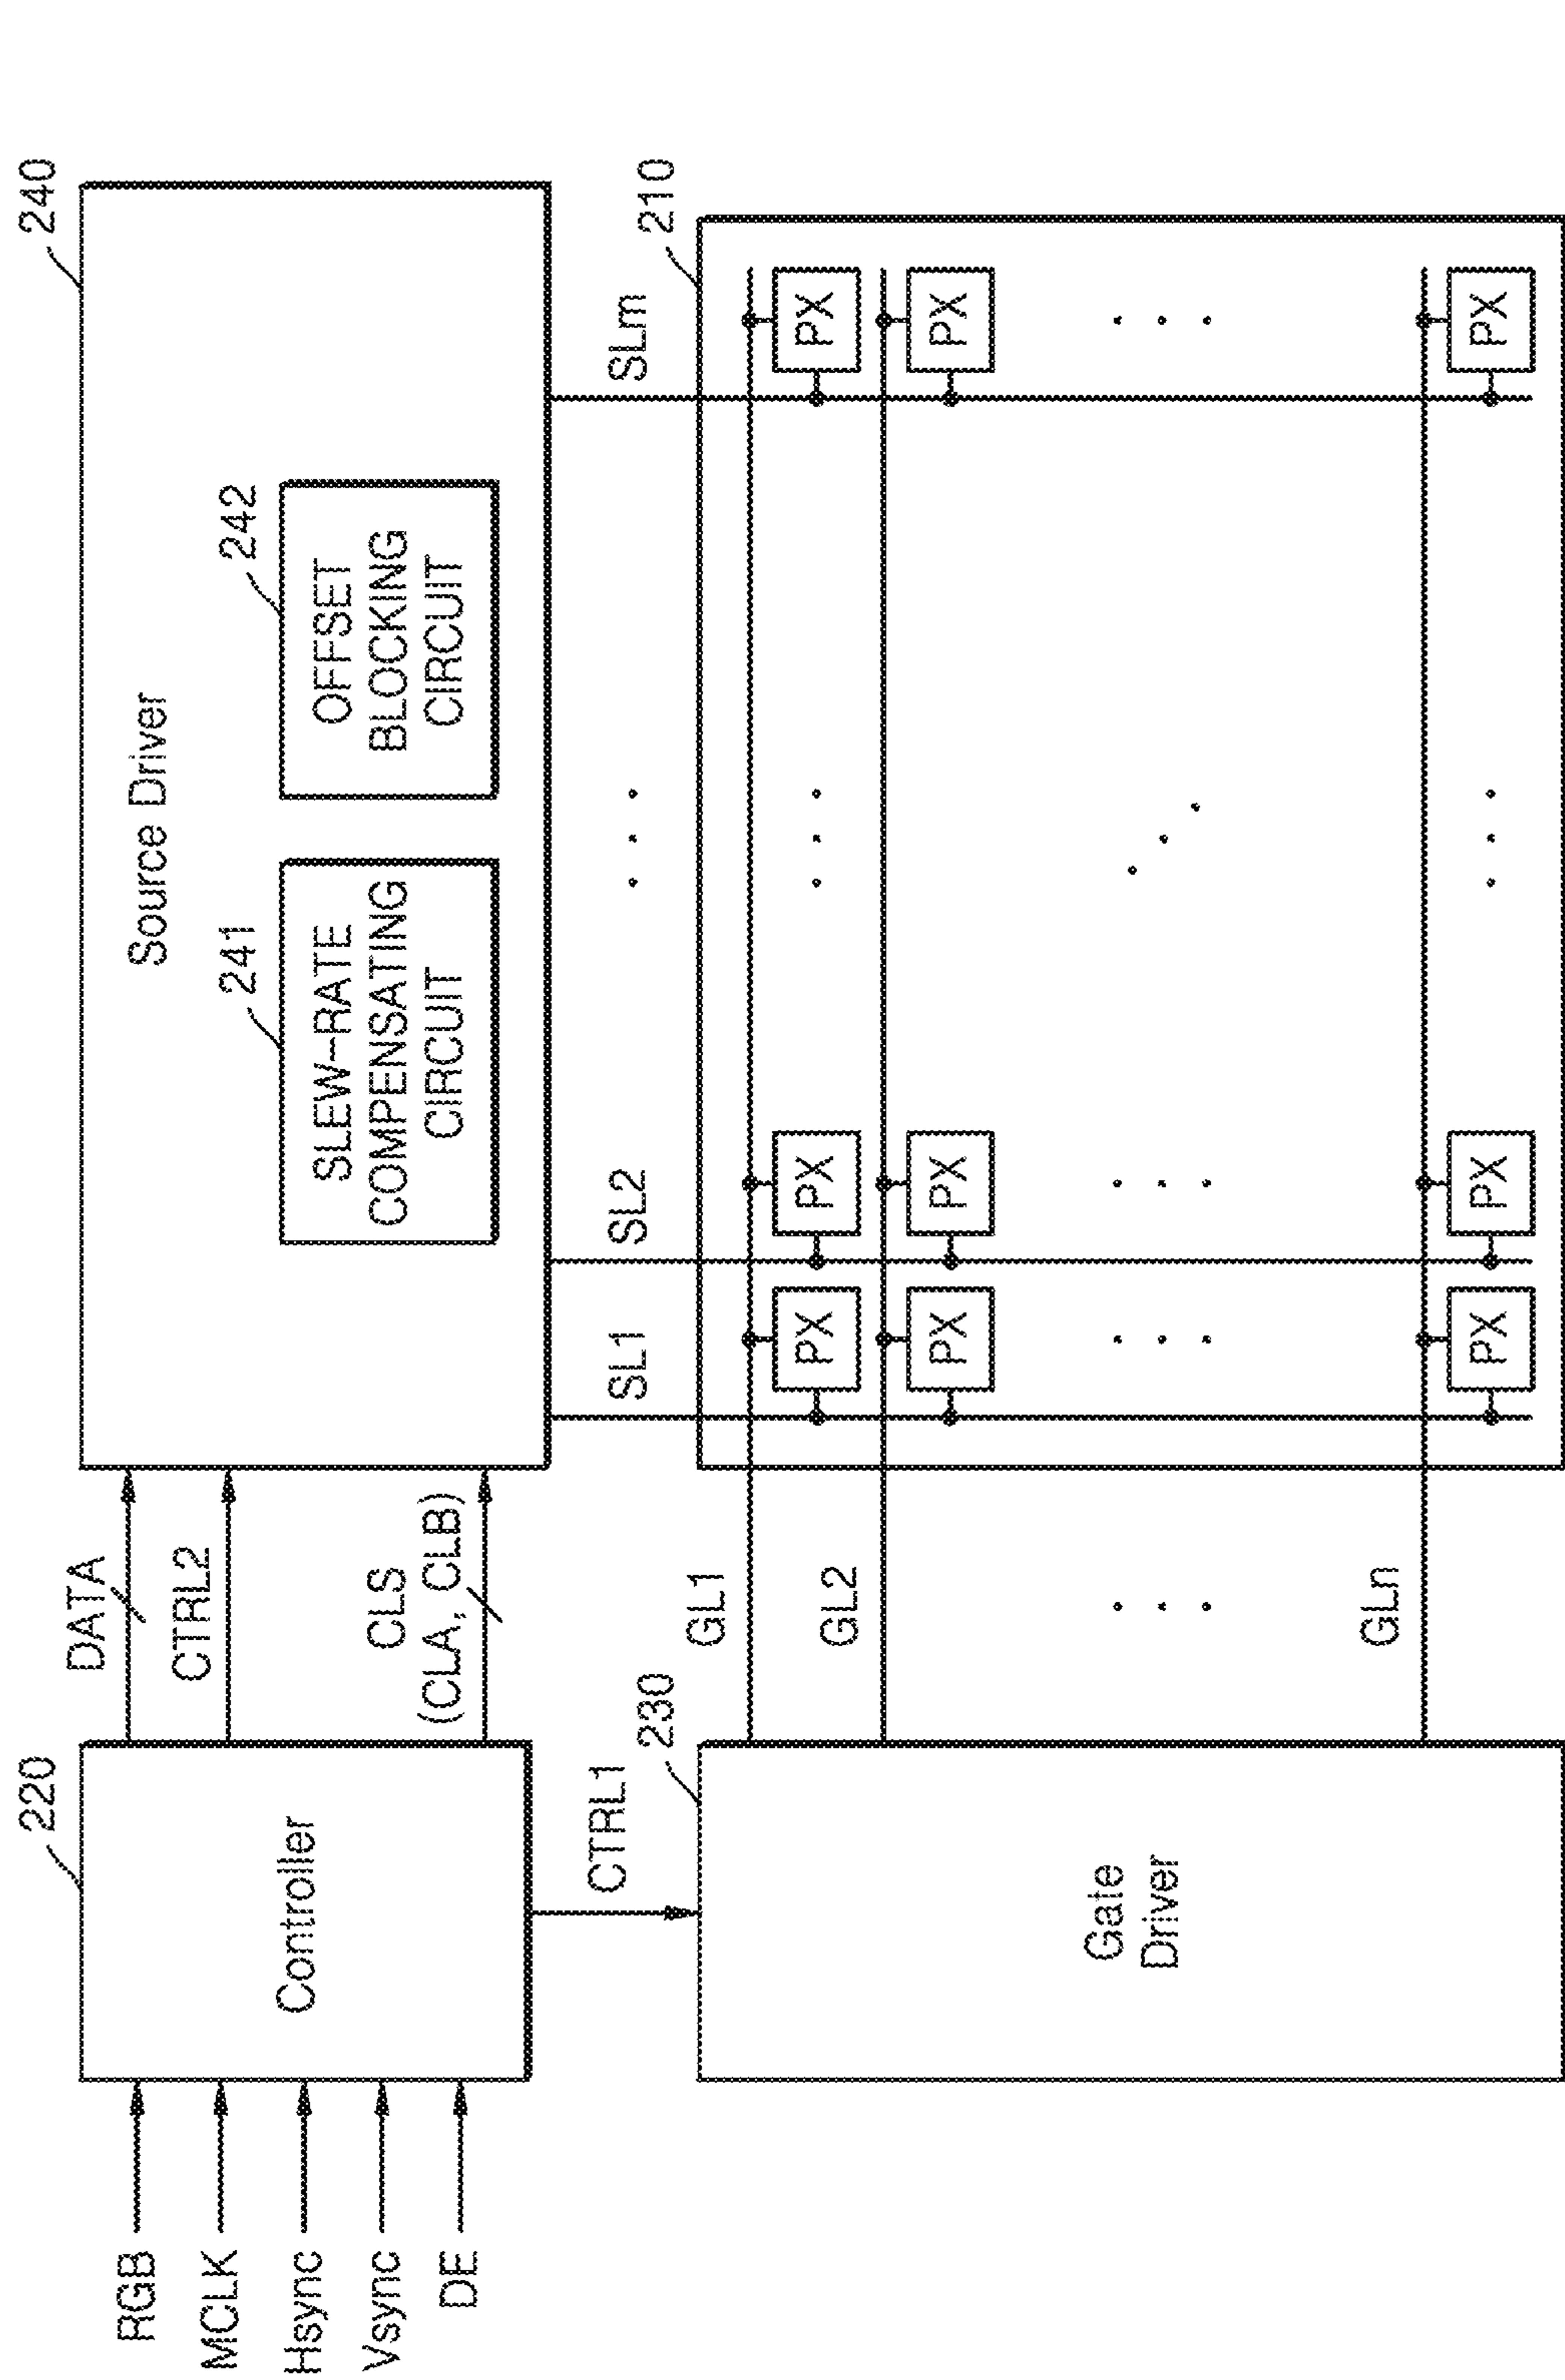 220
240
RGB
MCLK
Hsync
Vsync
DE
Controller
DATA
CTRL2
CLS
(CLA, CLB)
Source Driver
241
242
SLEW-RATE
COMPENSATING
CIRCUIT
OFFSET
BLOCKING
CIRCUIT
CTRL1
SL1
SL2
SLm
230
210
Gate
Driver
GL1
PX
PX
PX
GL2
PX
PX
PX
GLn
PX
PX
PX